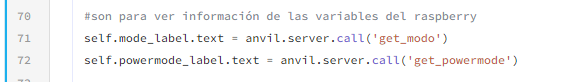 70 #son para ver información de las variables del raspberry
71 self.mode_label.text = anvil.server.call('get_modo')
72 self.powermode_label.text = anvil.server.call('get_powermode')